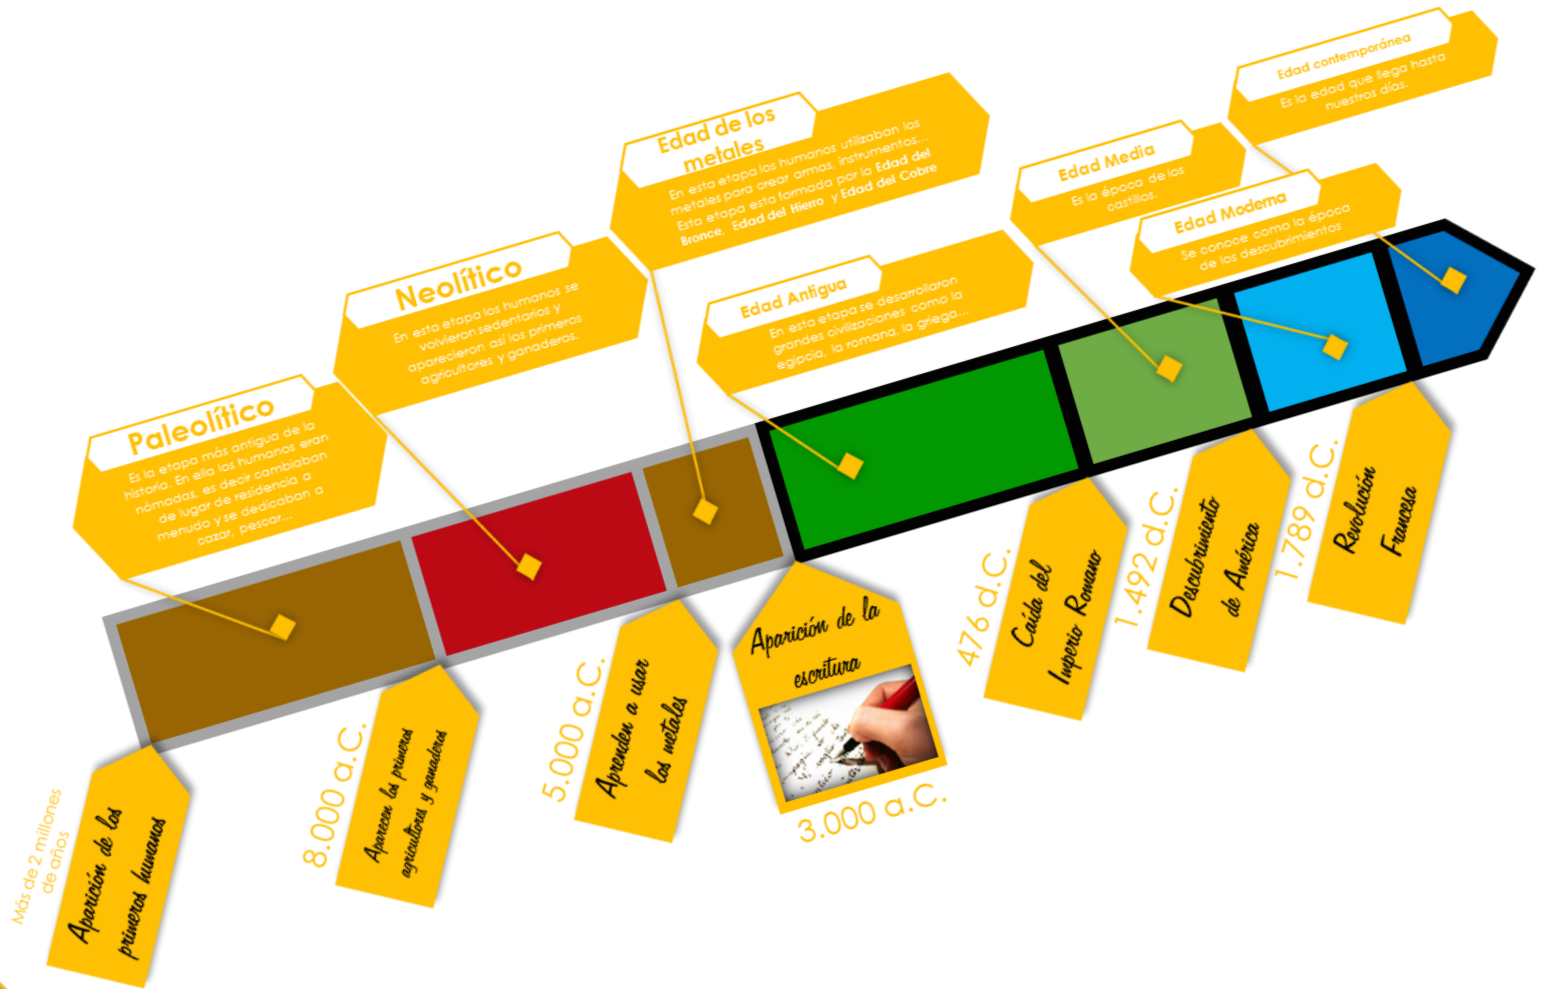 Paleolítico
Es la etapa más antigua de la
historia. En ella los humanos eran
nómadas, es decir cambiaban
de lugar de residencia a
menudo y se dedicaban a
cazar, pescar...
Neolítico
En esta etapa los humanos se
volvieron sedentarios y
aparecieron así los primeros
agricultores y ganaderos.
Edad de los
metales
En esta etapa los humanos utilizaban los
metales para crear armas, instrumentos...
Esta etapa esta formada por la Edad del
Bronce, Edad del Hierro y Edad del Cobre
Edad Antigua
En esta etapa se desarrollaron
grandes civilizaciones como la
egipcia, la romana, la griega...
Edad Media
Es la época de los
castillos.
Edad Moderna
Se conoce como la época
de los descubrimientos
Edad contemporánea
Es la edad que llega hasta
nuestros días.
Más de 2 millones
de años
Aparición de los
primeros humanos
8.000 a.C.
Aparecen los primeros
agricultores y ganaderos
5.000 a.C.
Aprenden a usar
los metales
Aparición de la
escritura
3.000 a.C.
476 d.C.
Caída del
Imperio Romano
1.492 d.C.
Descubrimiento
de América
1.789 d.C.
Revolución
Francesa